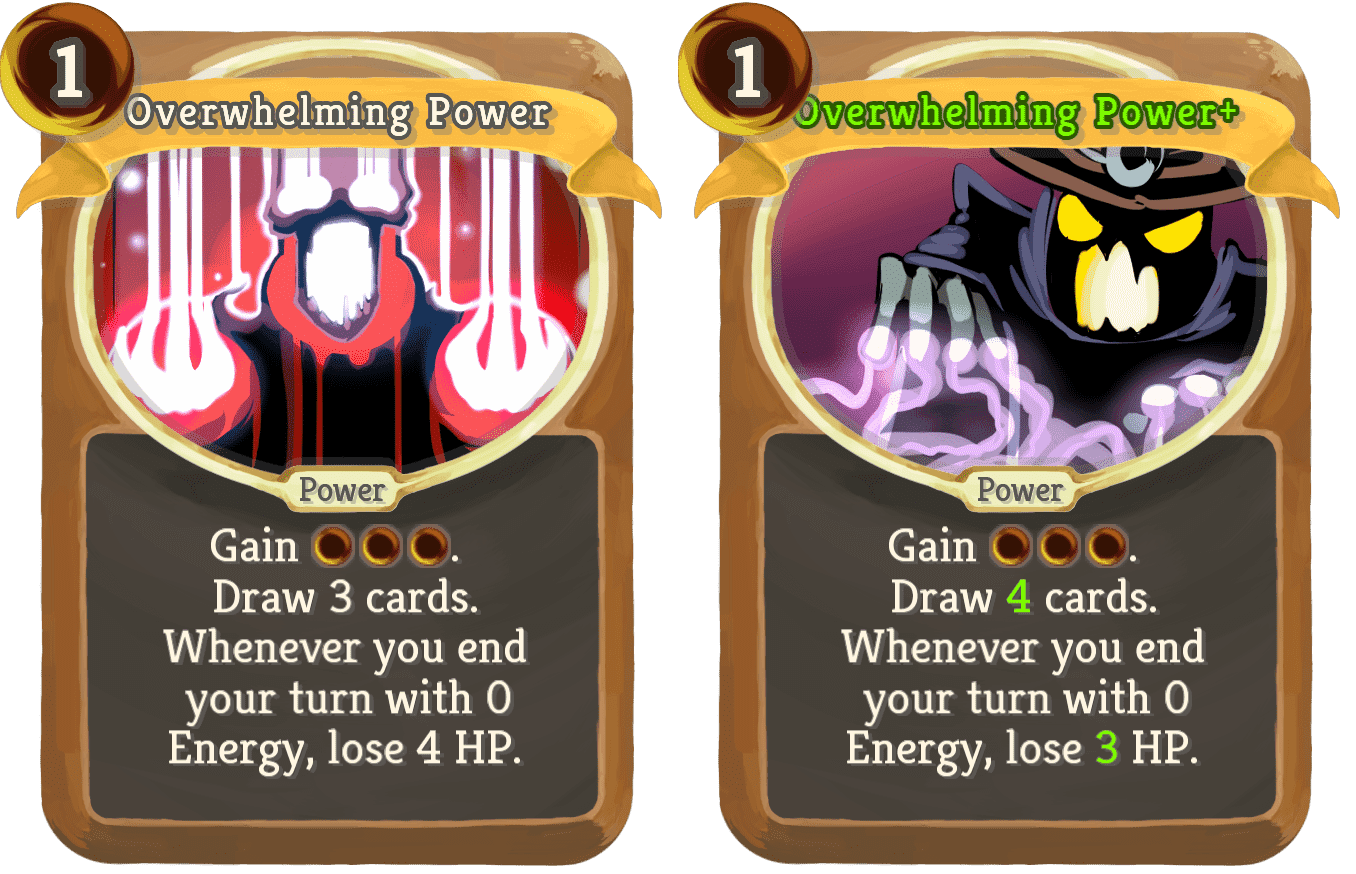 1
Overwhelming Power
Power
Gain .
Draw 3 cards.
Whenever you end
your turn with 0
Energy, lose 4 HP.
1
Overwhelming Power+
Power
Gain .
Draw 4 cards.
Whenever you end
your turn with 0
Energy, lose 3 HP.